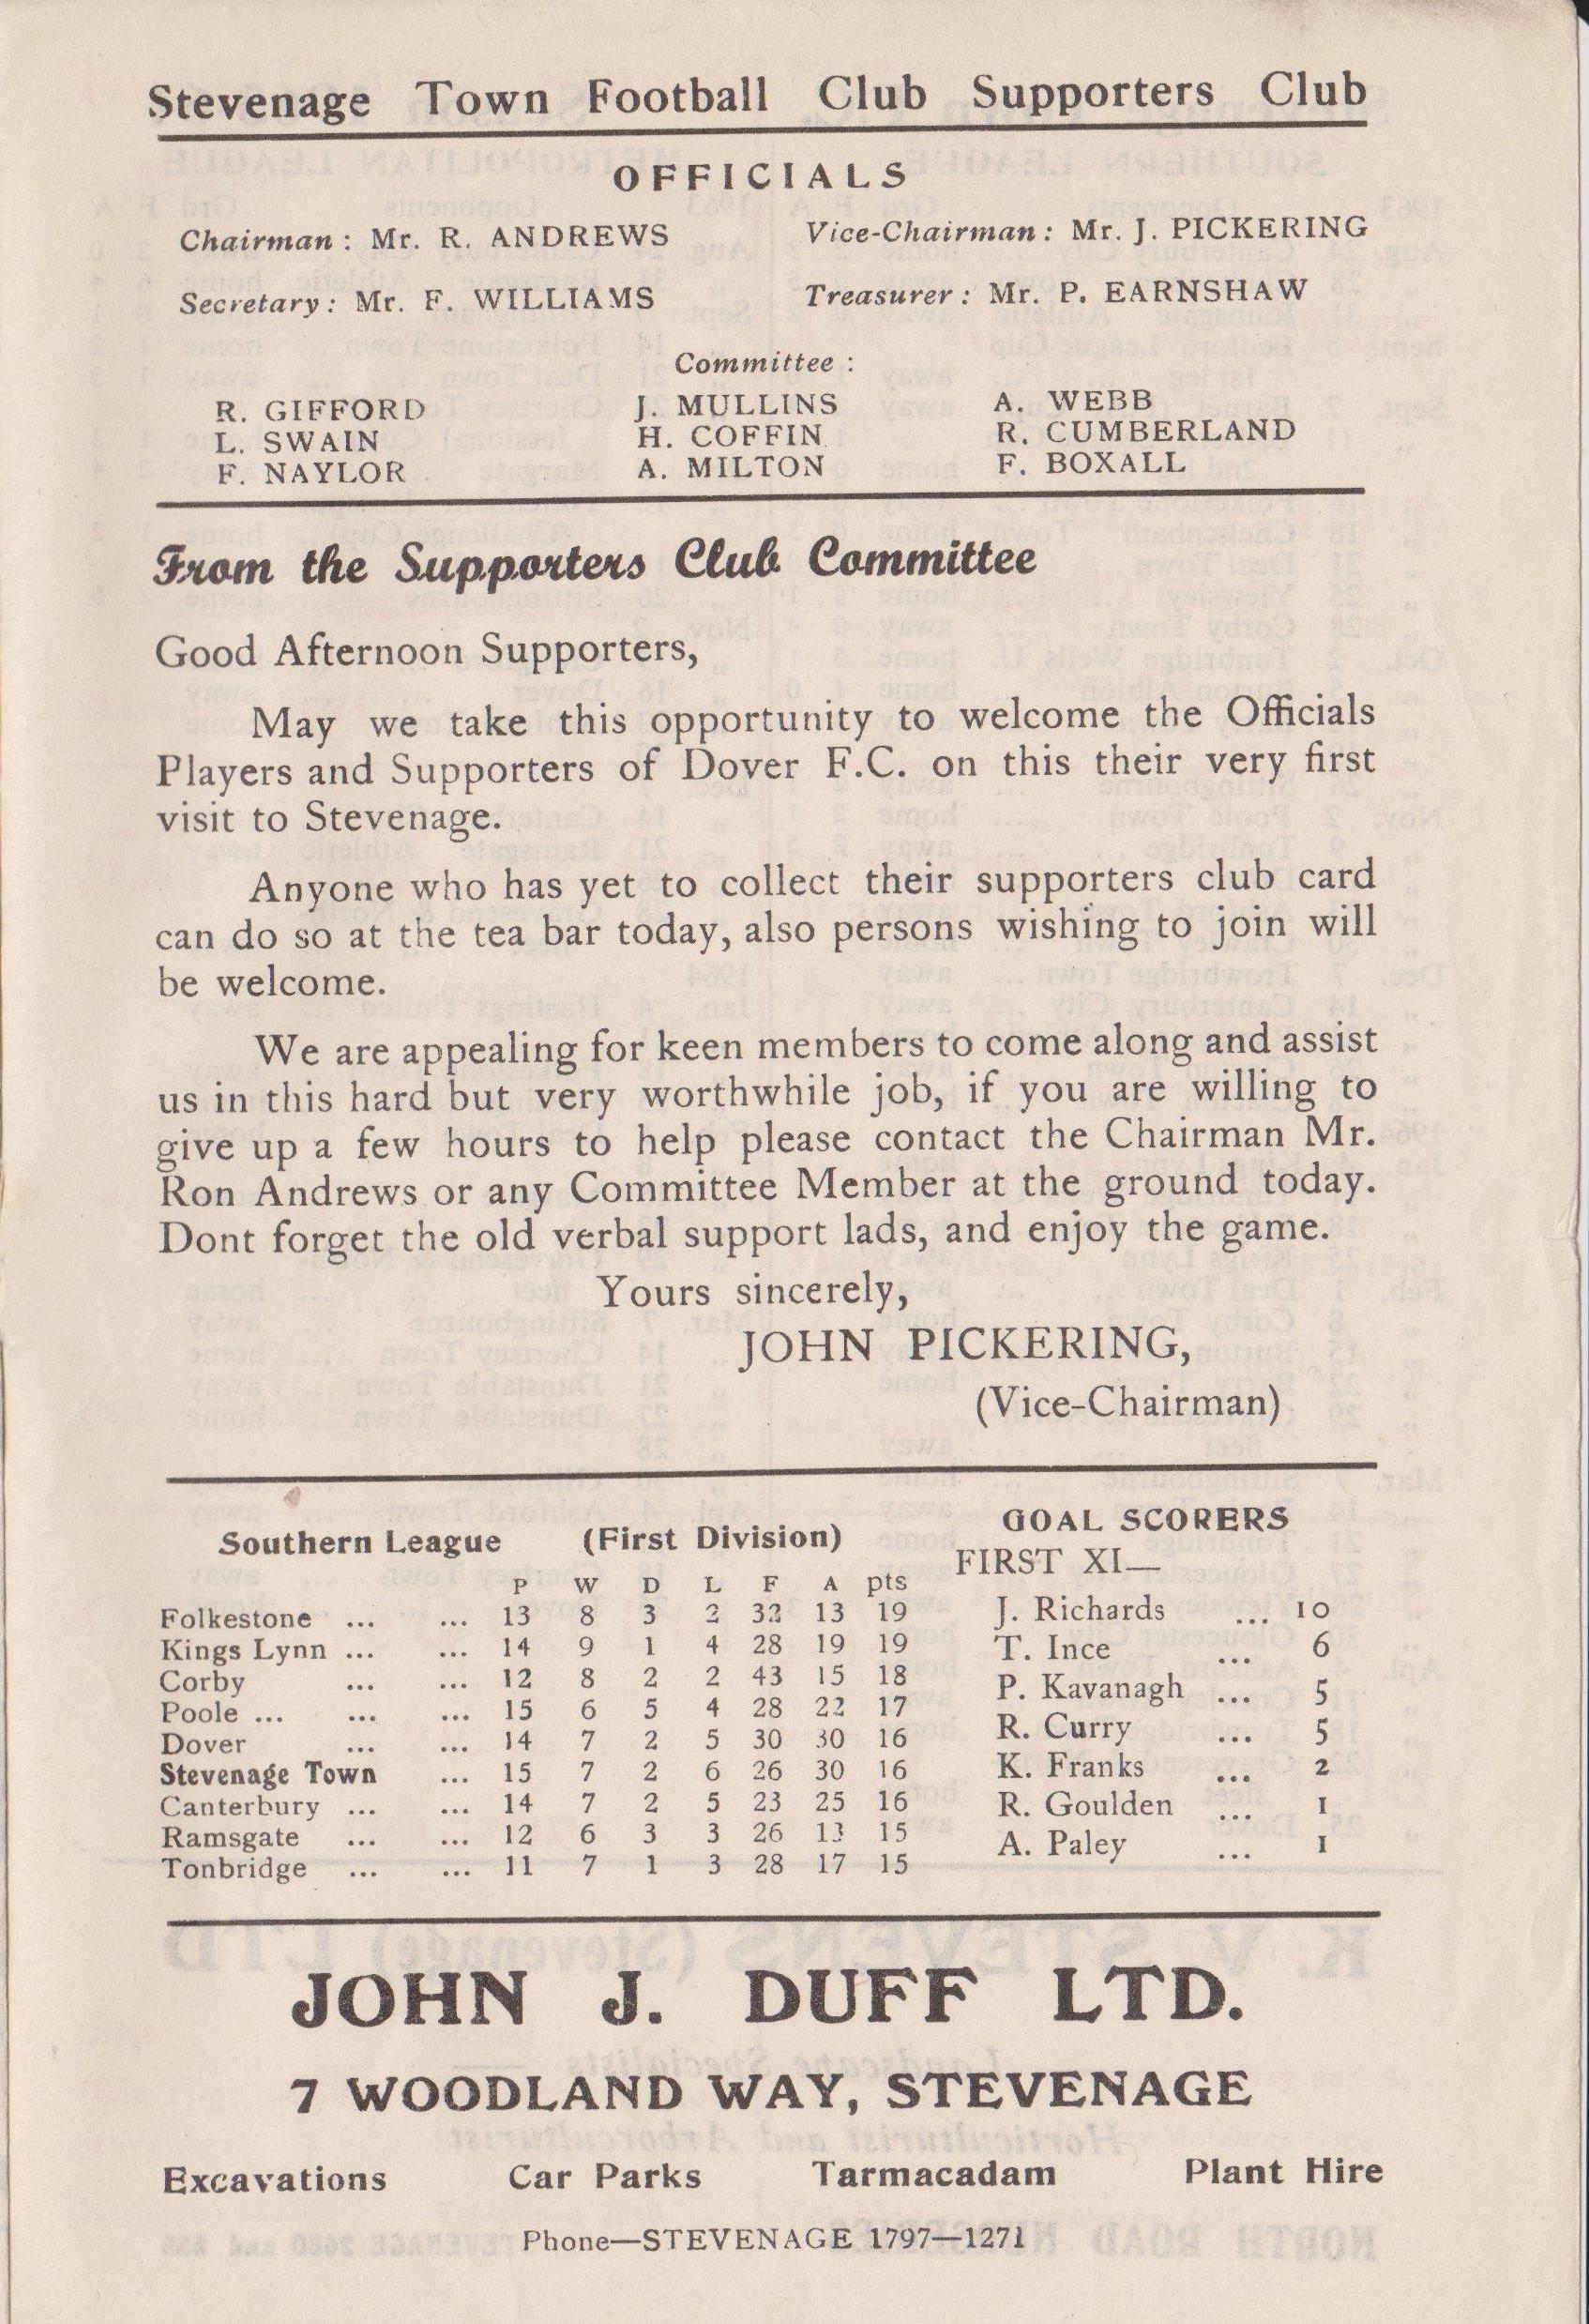 Stevenage Town Football Club Supporters Club
OFFICIALS
Chairman : Mr. R. ANDREWS Vice-Chairman : Mr. J. PICKERING
Secretary : Mr. F. WILLIAMS Treasurer : Mr. P. EARNSHAW
Committee :
R. GIFFORD J. MULLINS A. WEBB
L. SWAIN H. COFFIN R. CUMBERLAND
F. NAYLOR A. MILTON F. BOXALL
From the Supporters Club Committee
Good Afternoon Supporters,
May we take this opportunity to welcome the Officials
Players and Supporters of Dover F.C. on this their very first
visit to Stevenage.
Anyone who has yet to collect their supporters club card
can do so at the tea bar today, also persons wishing to join will
be welcome.
We are appealing for keen members to come along and assist
us in this hard but very worthwhile job, if you are willing to
give up a few hours to help please contact the Chairman Mr.
Ron Andrews or any Committee Member at the ground today.
Dont forget the old verbal support lads, and enjoy the game.
Yours sincerely,
JOHN PICKERING,
(Vice-Chairman)
Southern League (First Division)
P W D L F A pts
Folkestone ... ... 13 8 3 2 32 13 19
Kings Lynn ... ... 14 9 1 4 28 19 19
Corby ... ... 12 8 2 2 43 15 18
Poole ... ... ... 15 6 5 4 28 22 17
Dover ... ... 14 7 2 5 30 30 16
Stevenage Town ... 15 7 2 6 26 30 16
Canterbury ... ... 14 7 2 5 23 25 16
Ramsgate ... ... 12 6 3 3 26 13 15
Tonbridge ... ... 11 7 1 3 28 17 15
GOAL SCORERS
FIRST XI—
J. Richards ... 10
T. Ince ... 6
P. Kavanagh ... 5
R. Curry ... 5
K. Franks ... 2
R. Goulden ... 1
A. Paley ... 1
JOHN J. DUFF LTD.
7 WOODLAND WAY, STEVENAGE
Excavations Car Parks Tarmacadam Plant Hire
Phone—STEVENAGE 1797—1271